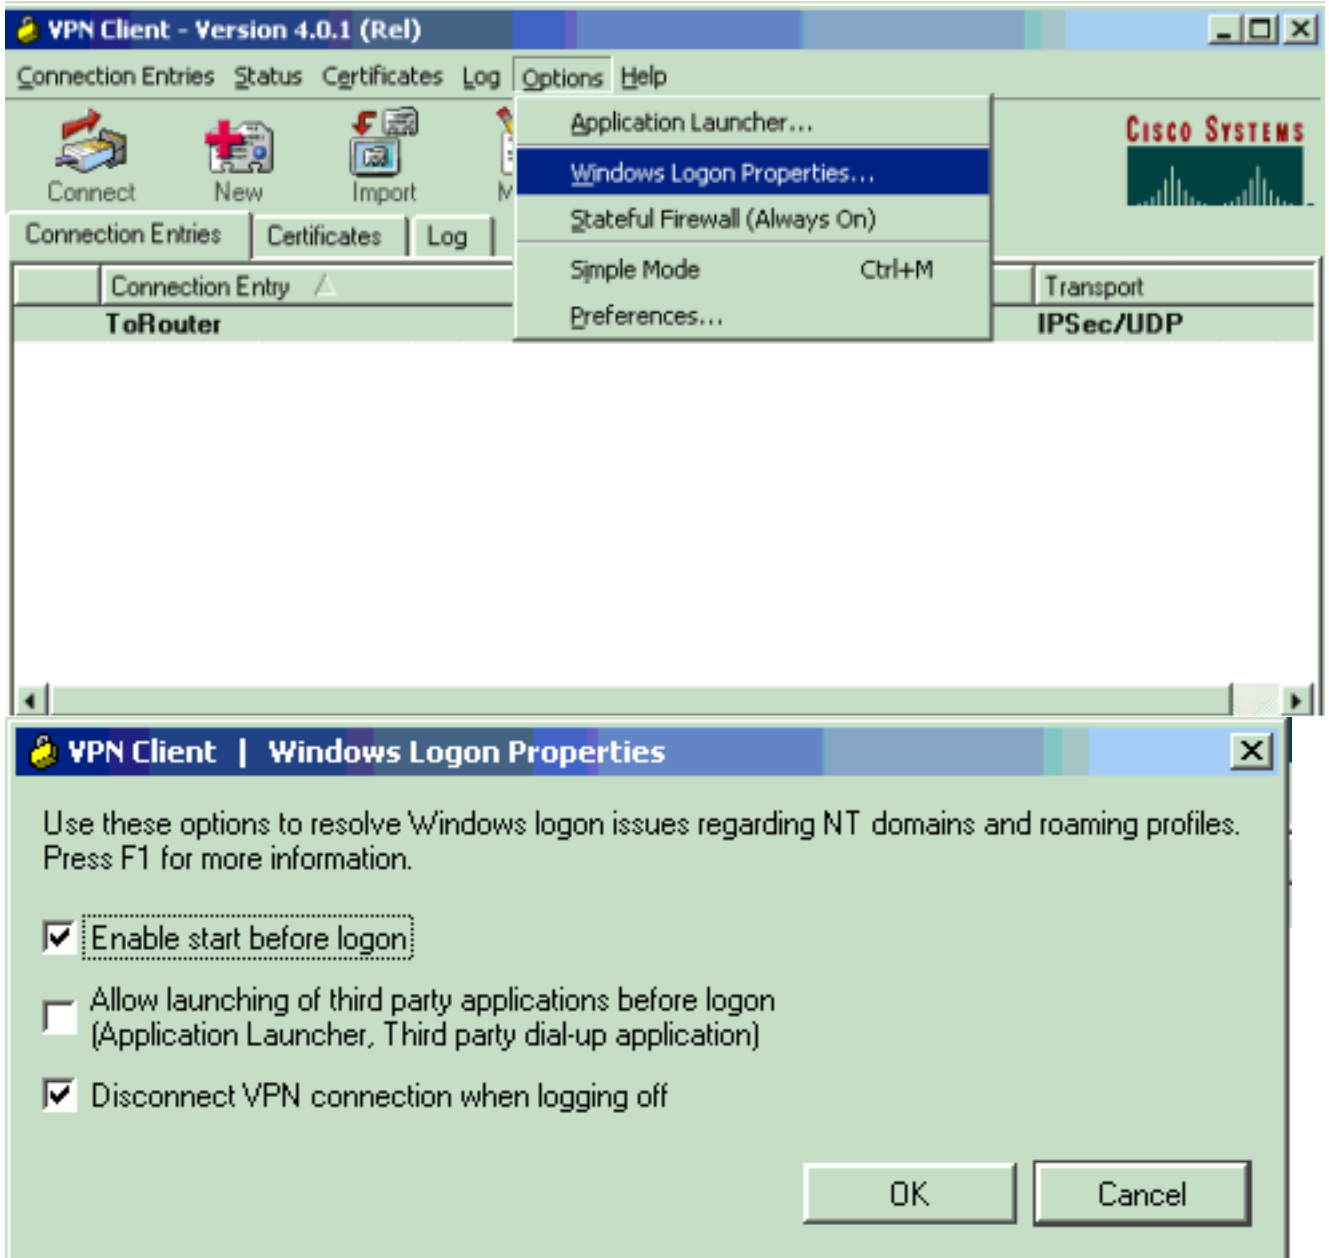 VPN Client - Version 4.0.1 (Rel)
Connection Entries Status Certificates Log Options Help
Application Launcher...
Windows Logon Properties...
Stateful Firewall (Always On)
Simple Mode Ctrl+M
Preferences...
CISCO SYSTEMS
Connect New Import
Connection Entries Certificates Log
Connection Entry Transport
ToRouter IPSec/UDP
VPN Client | Windows Logon Properties
Use these options to resolve Windows logon issues regarding NT domains and roaming profiles.
Press F1 for more information.
Enable start before logon
Allow launching of third party applications before logon
(Application Launcher, Third party dial-up application)
Disconnect VPN connection when logging off
OK Cancel